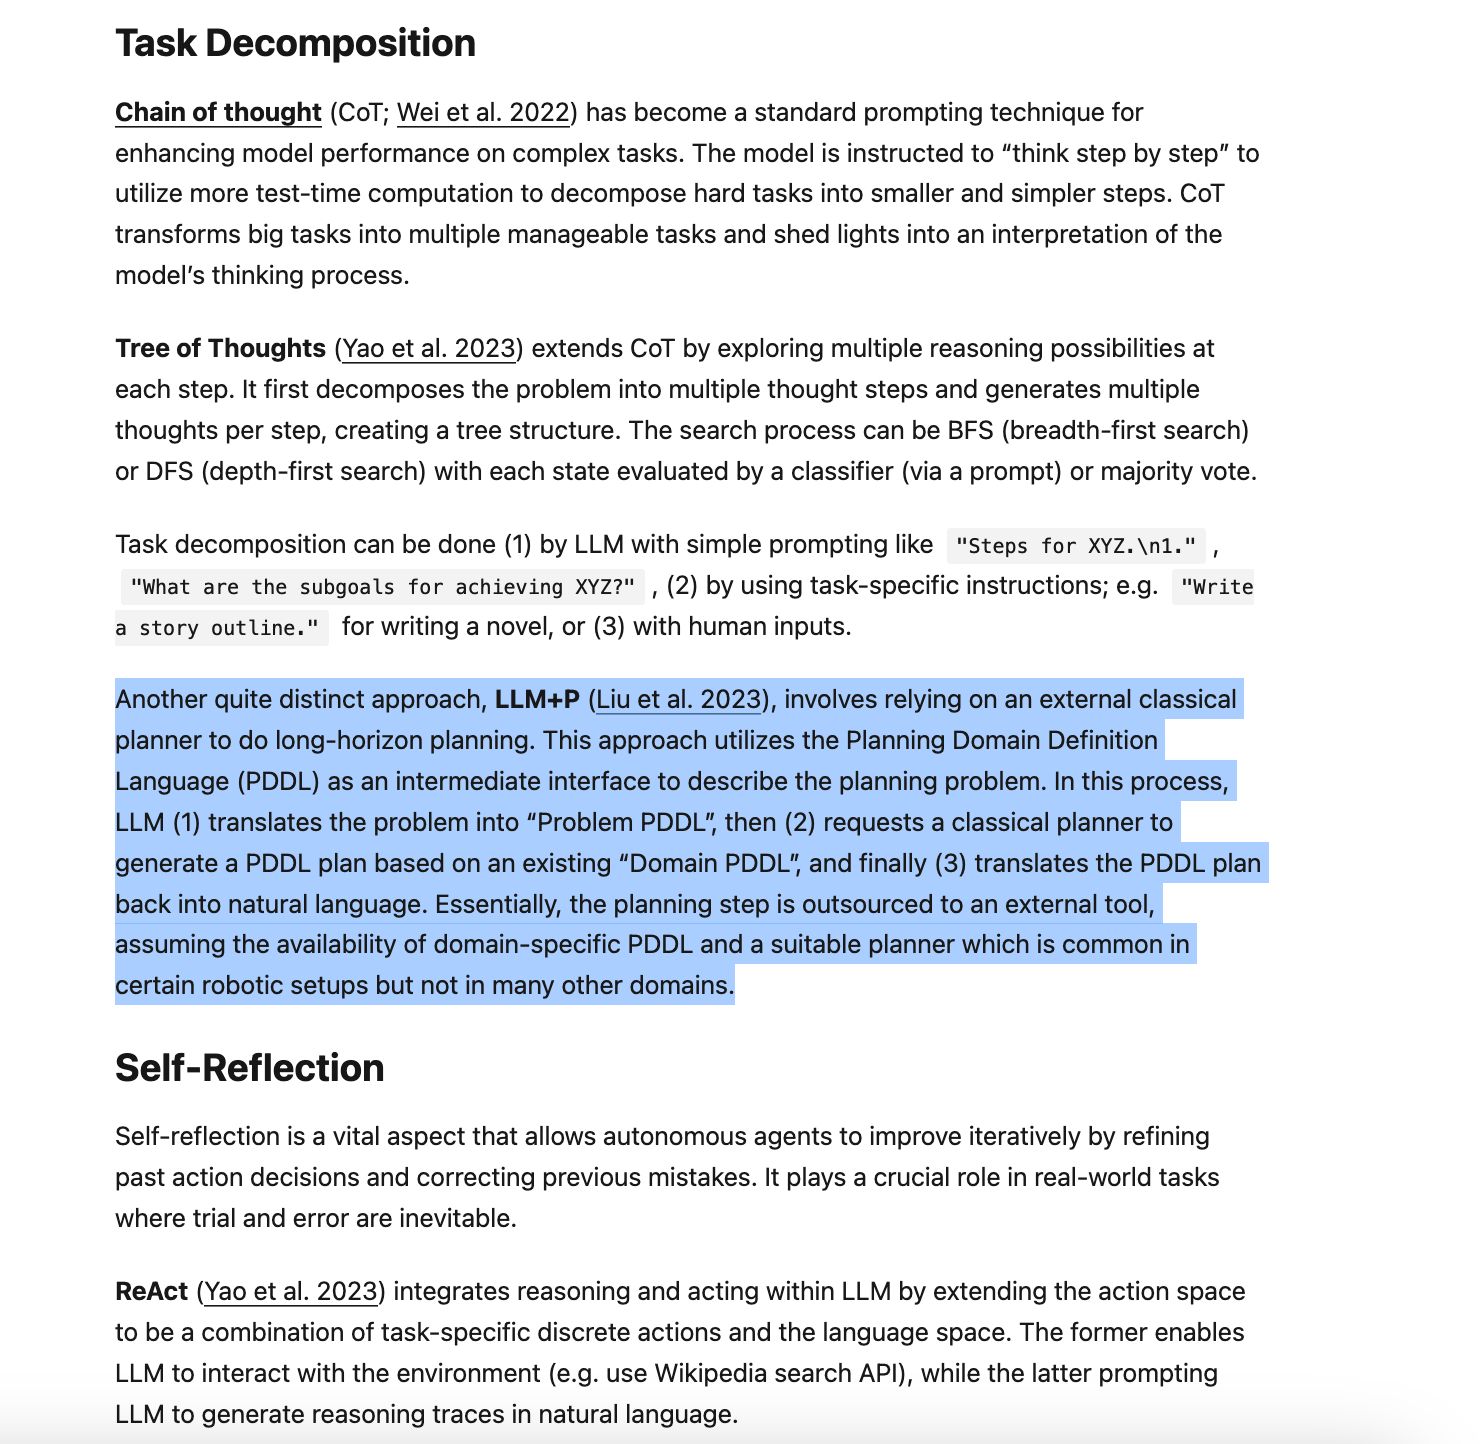 Task Decomposition
Chain of thought (CoT; Wei et al. 2022) has become a standard prompting technique for
enhancing model performance on complex tasks. The model is instructed to “think step by step” to
utilize more test-time computation to decompose hard tasks into smaller and simpler steps. CoT
transforms big tasks into multiple manageable tasks and shed lights into an interpretation of the
model’s thinking process.
Tree of Thoughts (Yao et al. 2023) extends CoT by exploring multiple reasoning possibilities at
each step. It first decomposes the problem into multiple thought steps and generates multiple
thoughts per step, creating a tree structure. The search process can be BFS (breadth-first search)
or DFS (depth-first search) with each state evaluated by a classifier (via a prompt) or majority vote.
Task decomposition can be done (1) by LLM with simple prompting like "Steps for XYZ.\n1." ,
"What are the subgoals for achieving XYZ?" , (2) by using task-specific instructions; e.g. "Write
a story outline." for writing a novel, or (3) with human inputs.
Another quite distinct approach, LLM+P (Liu et al. 2023), involves relying on an external classical
planner to do long-horizon planning. This approach utilizes the Planning Domain Definition
Language (PDDL) as an intermediate interface to describe the planning problem. In this process,
LLM (1) translates the problem into “Problem PDDL”, then (2) requests a classical planner to
generate a PDDL plan based on an existing “Domain PDDL”, and finally (3) translates the PDDL plan
back into natural language. Essentially, the planning step is outsourced to an external tool,
assuming the availability of domain-specific PDDL and a suitable planner which is common in
certain robotic setups but not in many other domains.
Self-Reflection
Self-reflection is a vital aspect that allows autonomous agents to improve iteratively by refining
past action decisions and correcting previous mistakes. It plays a crucial role in real-world tasks
where trial and error are inevitable.
ReAct (Yao et al. 2023) integrates reasoning and acting within LLM by extending the action space
to be a combination of task-specific discrete actions and the language space. The former enables
LLM to interact with the environment (e.g. use Wikipedia search API), while the latter prompting
LLM to generate reasoning traces in natural language.